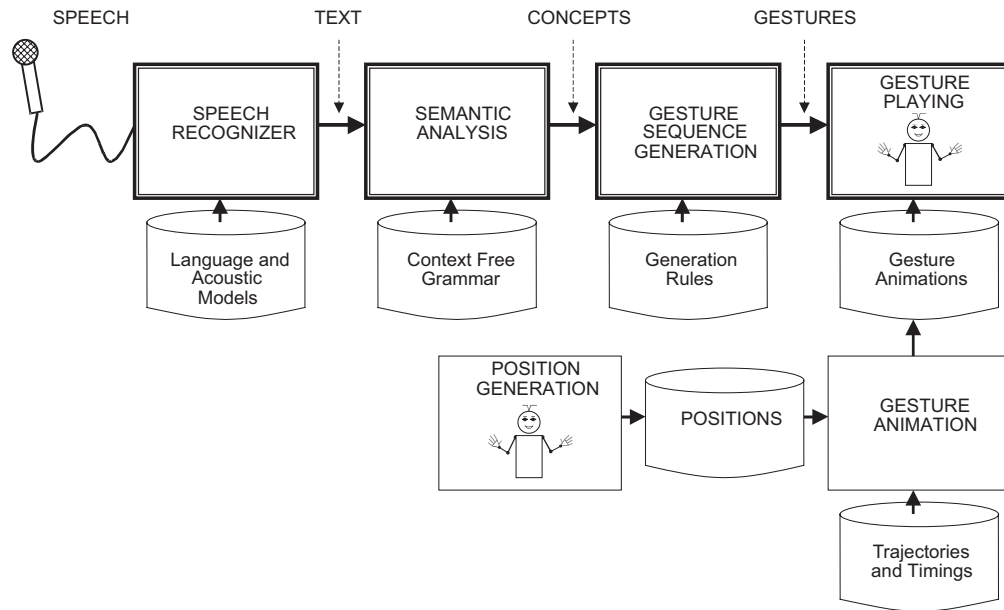 SPEECH
TEXT
CONCEPTS
GESTURES
SPEECH
RECOGNIZER
SEMANTIC
ANALYSIS
GESTURE
SEQUENCE
GENERATION
GESTURE
PLAYING
Language and
Acoustic
Models
Context Free
Grammar
Generation
Rules
Gesture
Animations
POSITION
GENERATION
POSITIONS
GESTURE
ANIMATION
Trajectories
and Timings